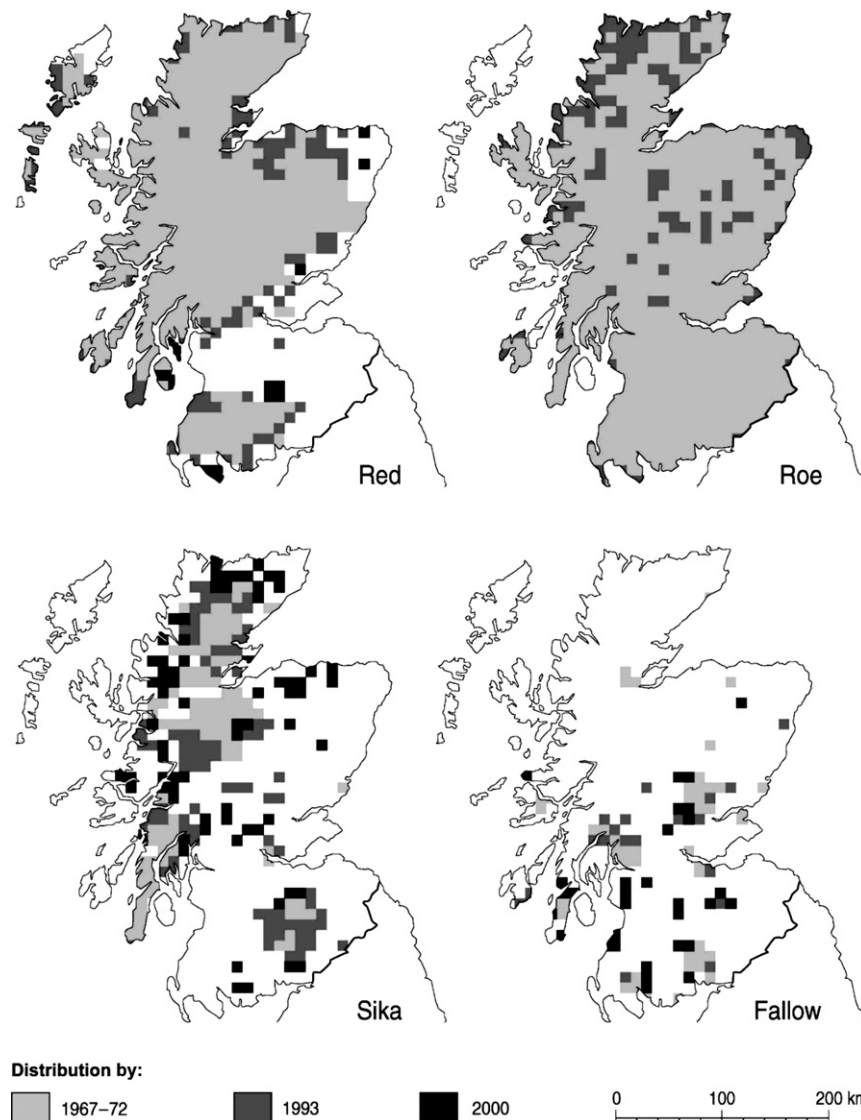 Red
Roe
Sika
Fallow
Distribution by:
1967–72
1993
2000
0
100
200 km